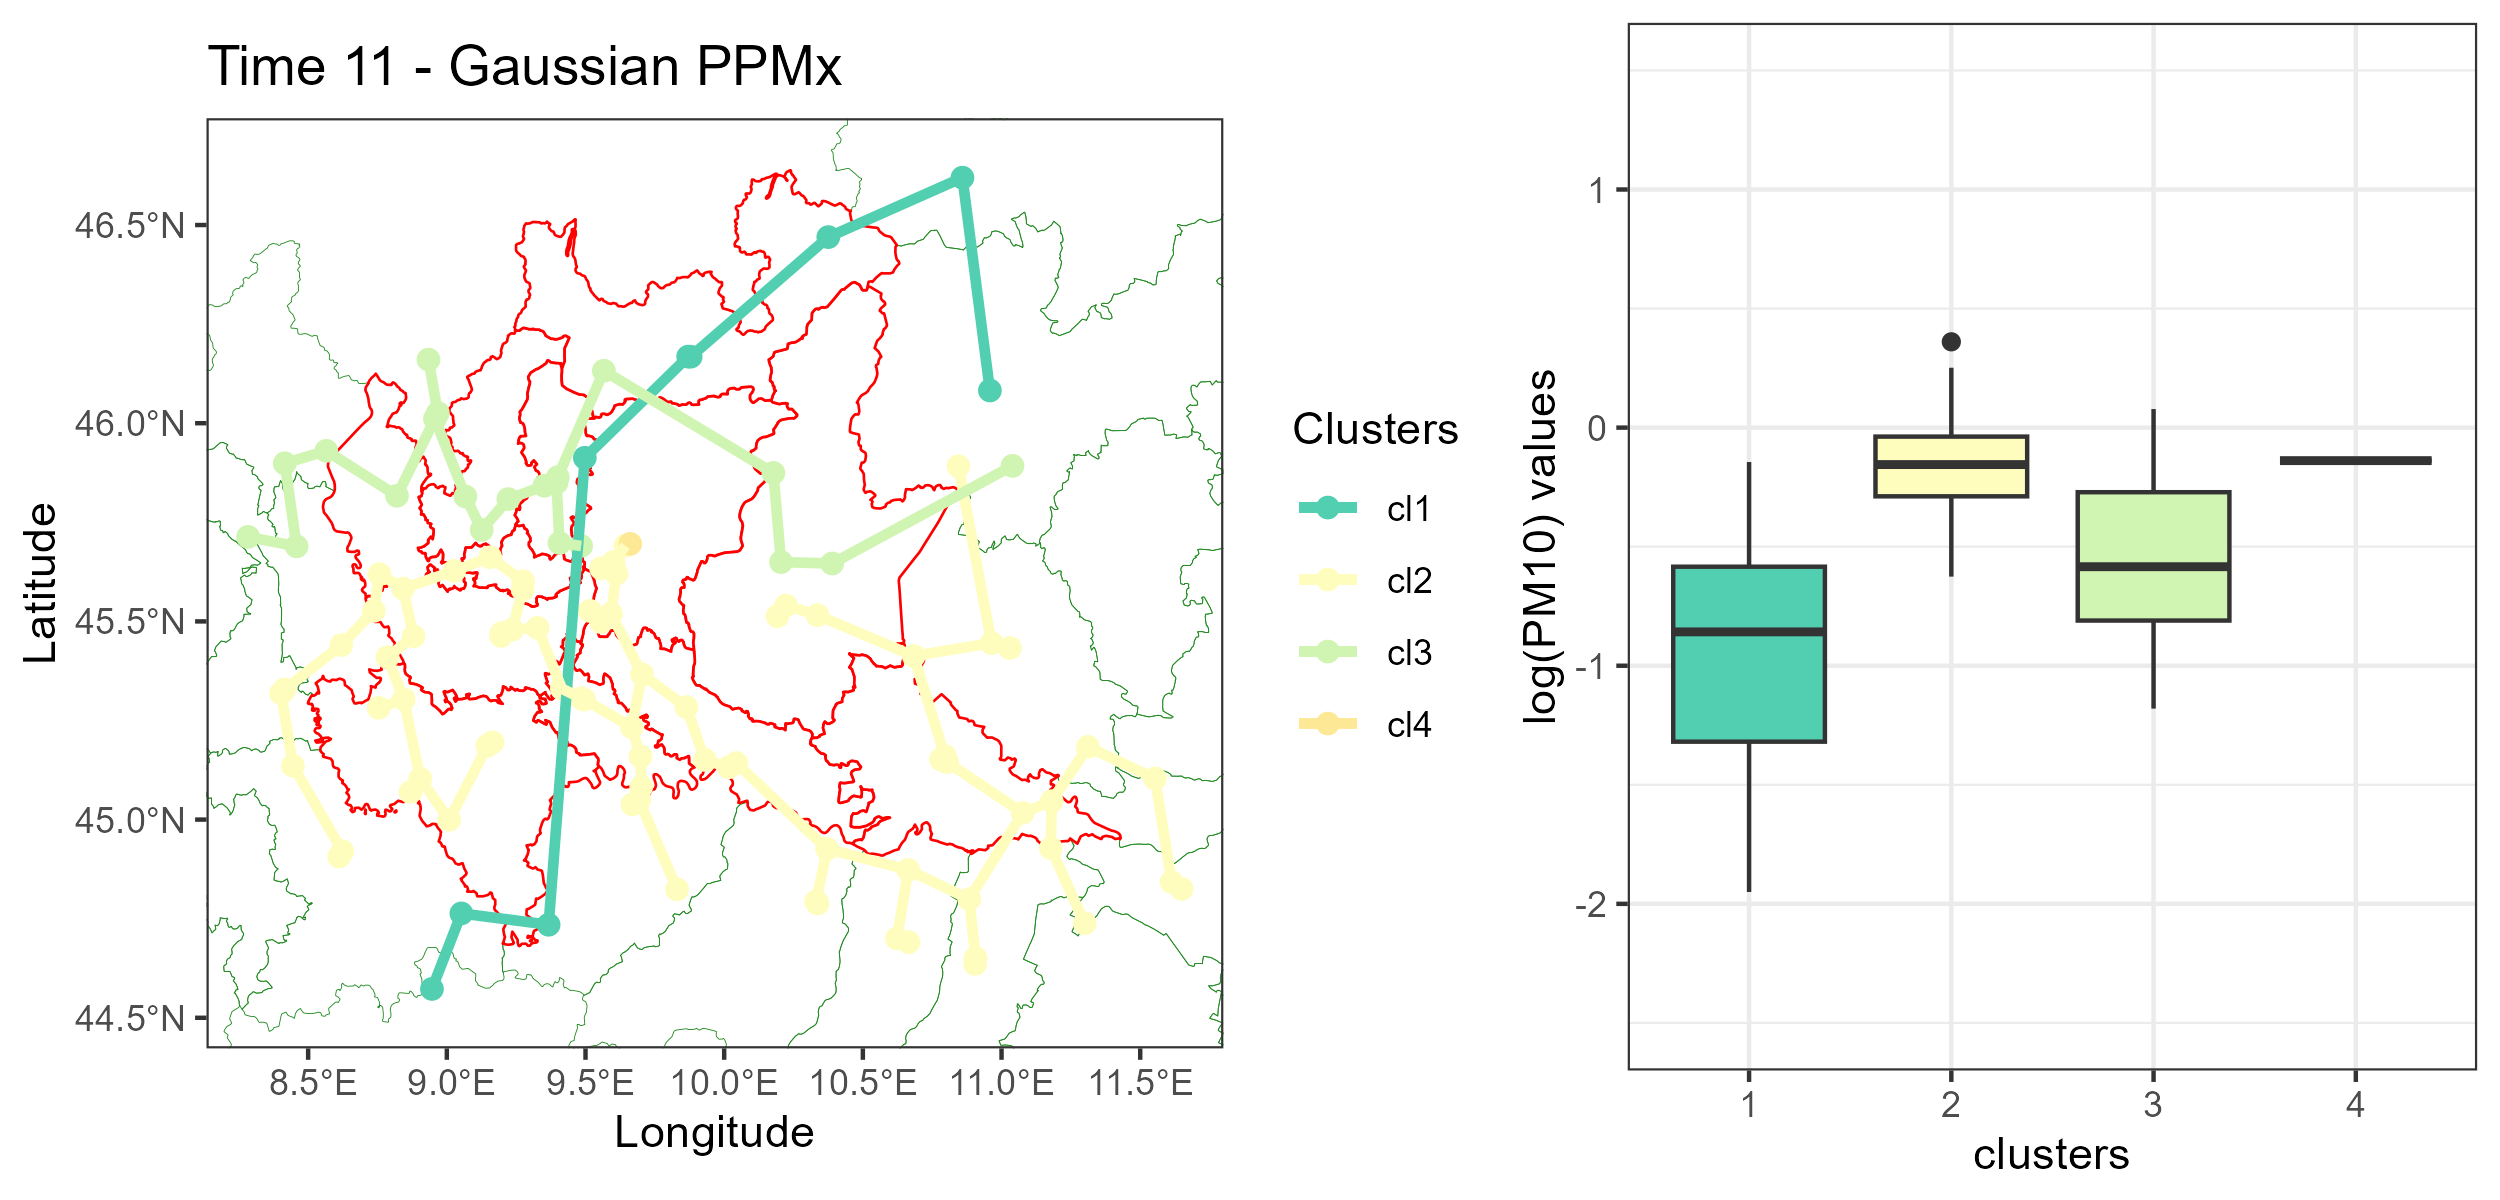 Time 11 - Gaussian PPMx
Latitude
46.5°N
46.0°N
45.5°N
45.0°N
44.5°N
8.5°E 9.0°E 9.5°E 10.0°E 10.5°E 11.0°E 11.5°E
Longitude
Clusters
cl1
cl2
cl3
cl4
log(PM10) values
1
0
-1
-2
1 2 3 4
clusters